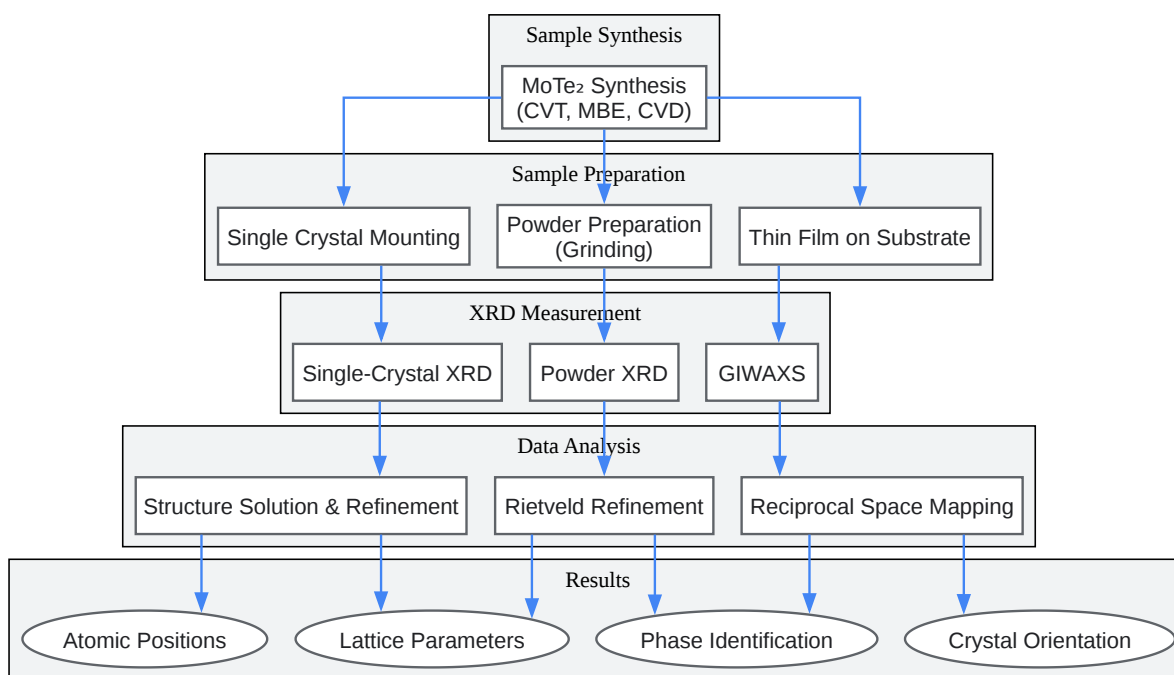 Sample Synthesis
MoTe₂ Synthesis
(CVT, MBE, CVD)
Sample Preparation
Single Crystal Mounting
Powder Preparation
(Grinding)
Thin Film on Substrate
XRD Measurement
Single-Crystal XRD
Powder XRD
GIWAXS
Data Analysis
Structure Solution & Refinement
Rietveld Refinement
Reciprocal Space Mapping
Results
Atomic Positions
Lattice Parameters
Phase Identification
Crystal Orientation